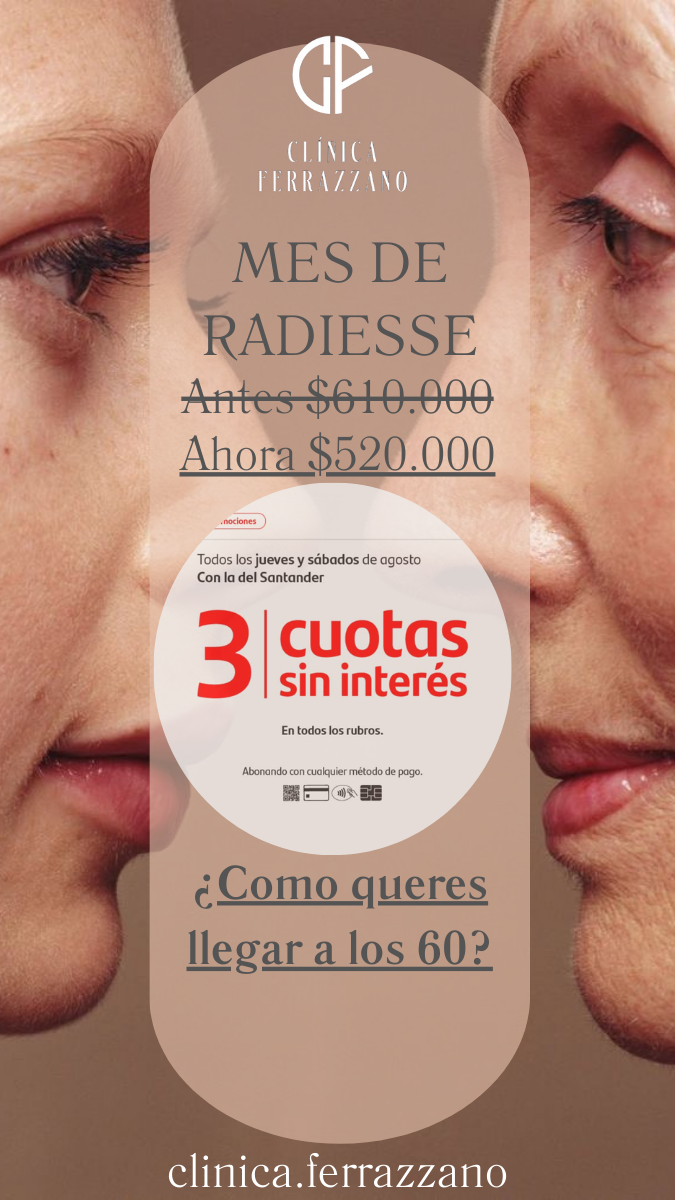 CF
CLÍNICA
FERRAZZANO
MES DE
RADIESSE
Antes $610.000
Ahora $520.000
mociones
Todos los jueves y sábados de agosto
Con la del Santander
3 cuotas
sin interés
En todos los rubros.
Abonando con cualquier método de pago.
¿Como queres
llegar a los 60?
clinica.ferrazzano